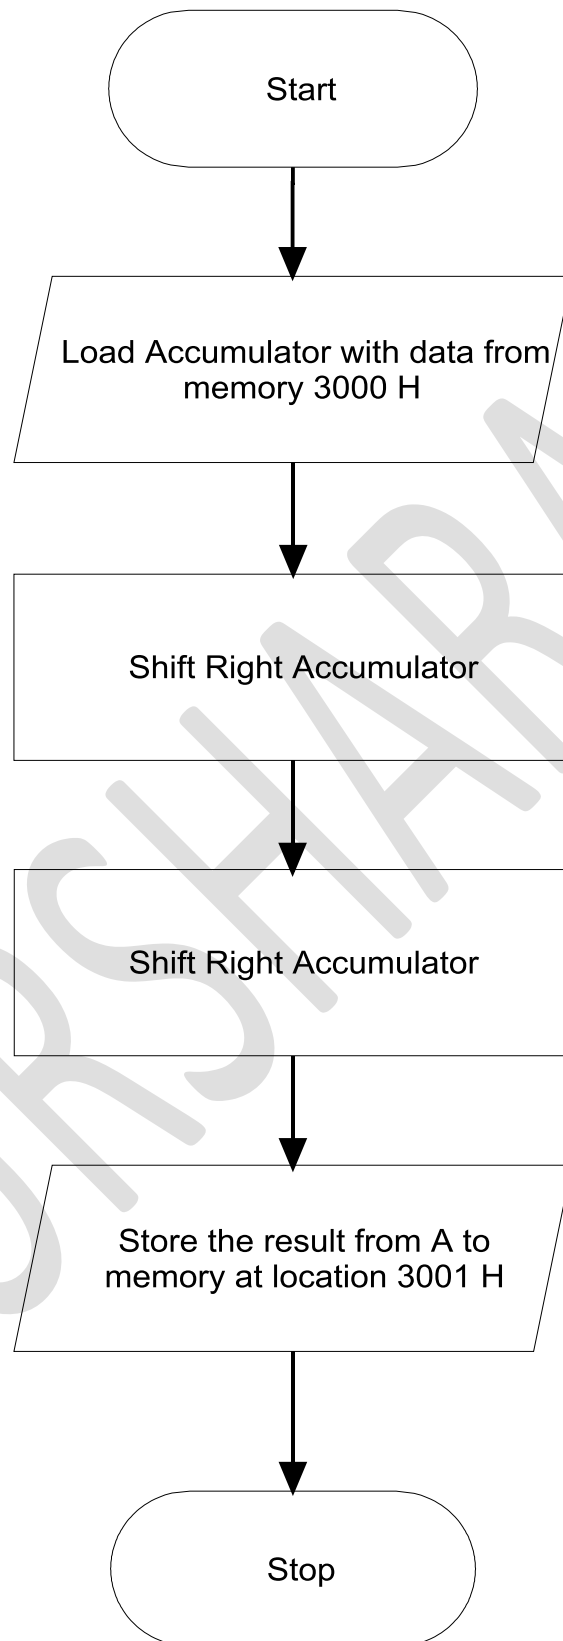 Start
Load Accumulator with data from
memory 3000 H
Shift Right Accumulator
Shift Right Accumulator
Store the result from A to
memory at location 3001 H
Stop